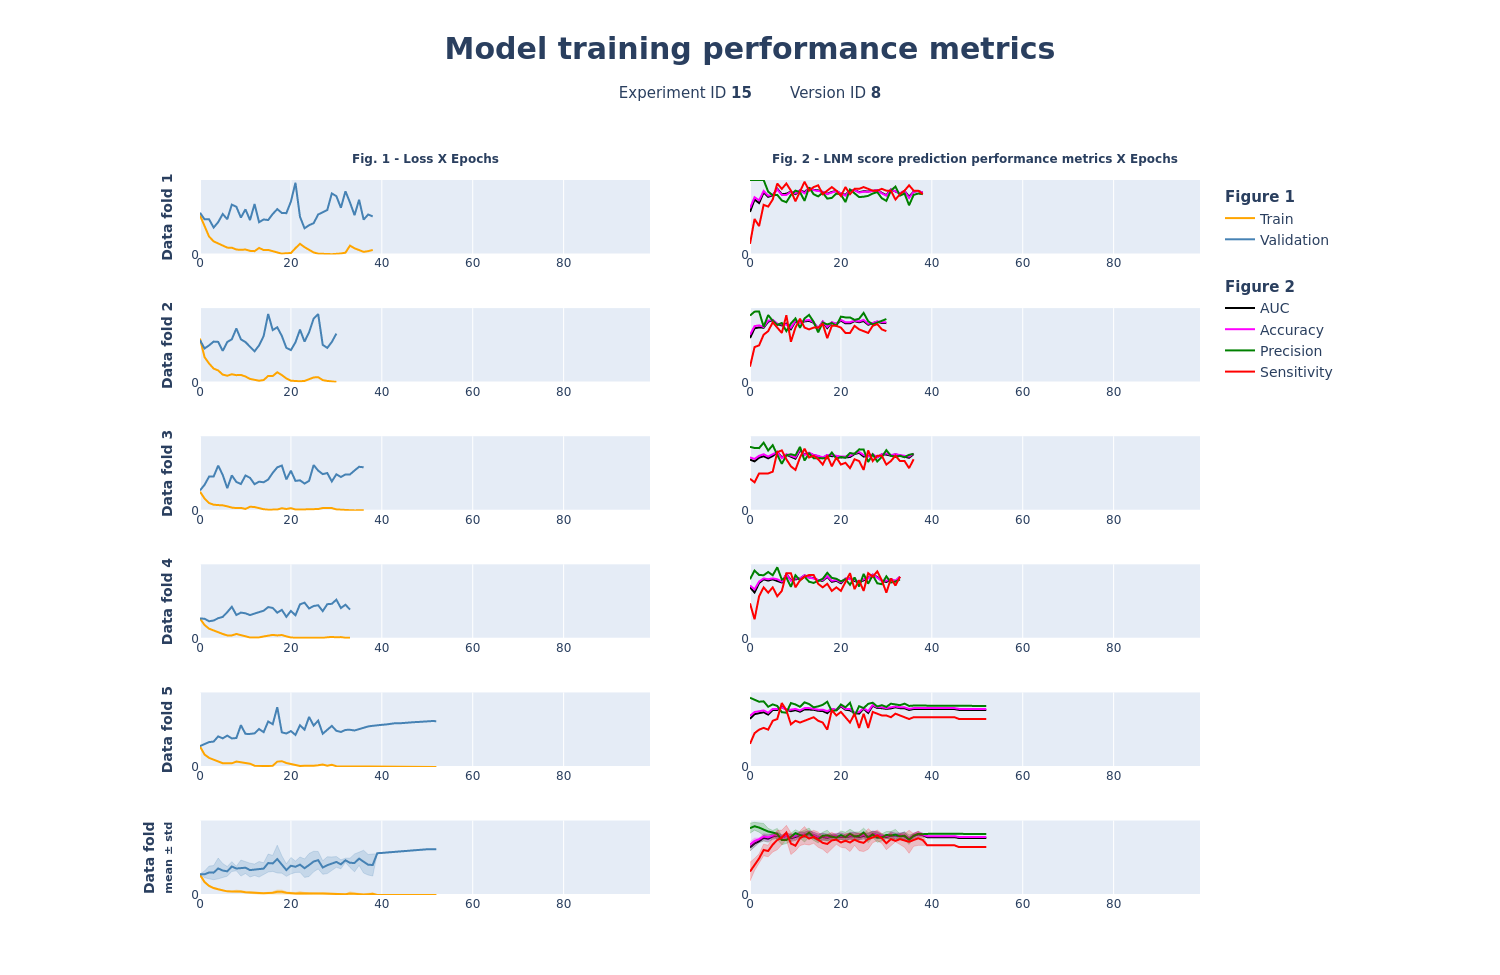 Model training performance metrics
Experiment ID 15 Version ID 8
Fig. 1 - Loss X Epochs
Fig. 2 - LNM score prediction performance metrics X Epochs
Data fold 1
0
0 20 40 60 80
0
0 20 40 60 80
Data fold 2
0
0 20 40 60 80
0
0 20 40 60 80
Data fold 3
0
0 20 40 60 80
0
0 20 40 60 80
Data fold 4
0
0 20 40 60 80
0
0 20 40 60 80
Data fold 5
0
0 20 40 60 80
0
0 20 40 60 80
Data fold
mean ± std
0
0 20 40 60 80
0
0 20 40 60 80
Figure 1
Train
Validation
Figure 2
AUC
Accuracy
Precision
Sensitivity